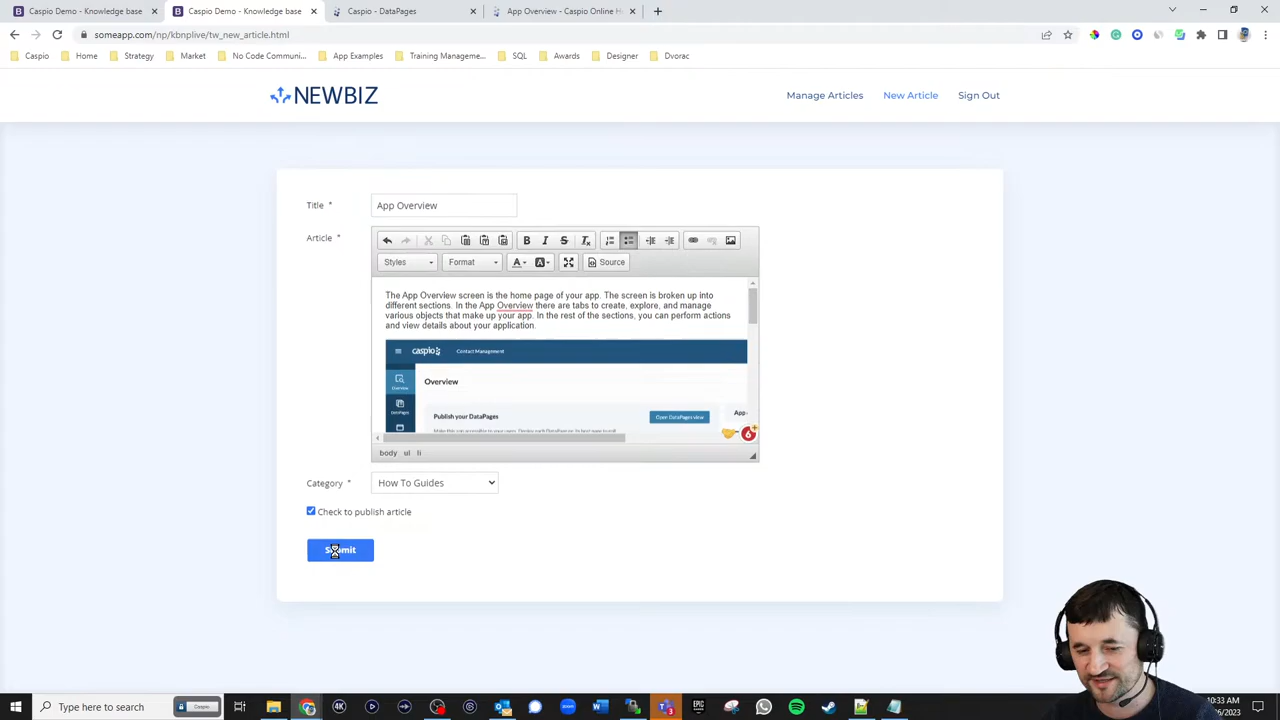 Caspio Demo - Knowledge base
Caspio Demo - Knowledge base
Caspio - DataPages
App Overview - Caspio Online H
someapp.com/np/kbnplive/tw_new_article.html
Caspio
Home
Strategy
Market
No Code Communi...
App Examples
Training Manageme...
SQL
Awards
Designer
Dvorac
NEWBIZ
Manage Articles
New Article
Sign Out
Title *
App Overview
Article *
Styles
Format
Source
The App Overview screen is the home page of your app. The screen is broken up into
different sections. In the App Overview there are tabs to create, explore, and manage
various objects that make up your app. In the rest of the sections, you can perform actions
and view details about your application.
caspio
Contact Management
Overview
Overview
Publish your DataPages
Open DataPages view
App-
DataPages
6
body ul li
Category *
How To Guides
Check to publish article
Submit
Type here to search
Caspio.
4K
10:33 AM